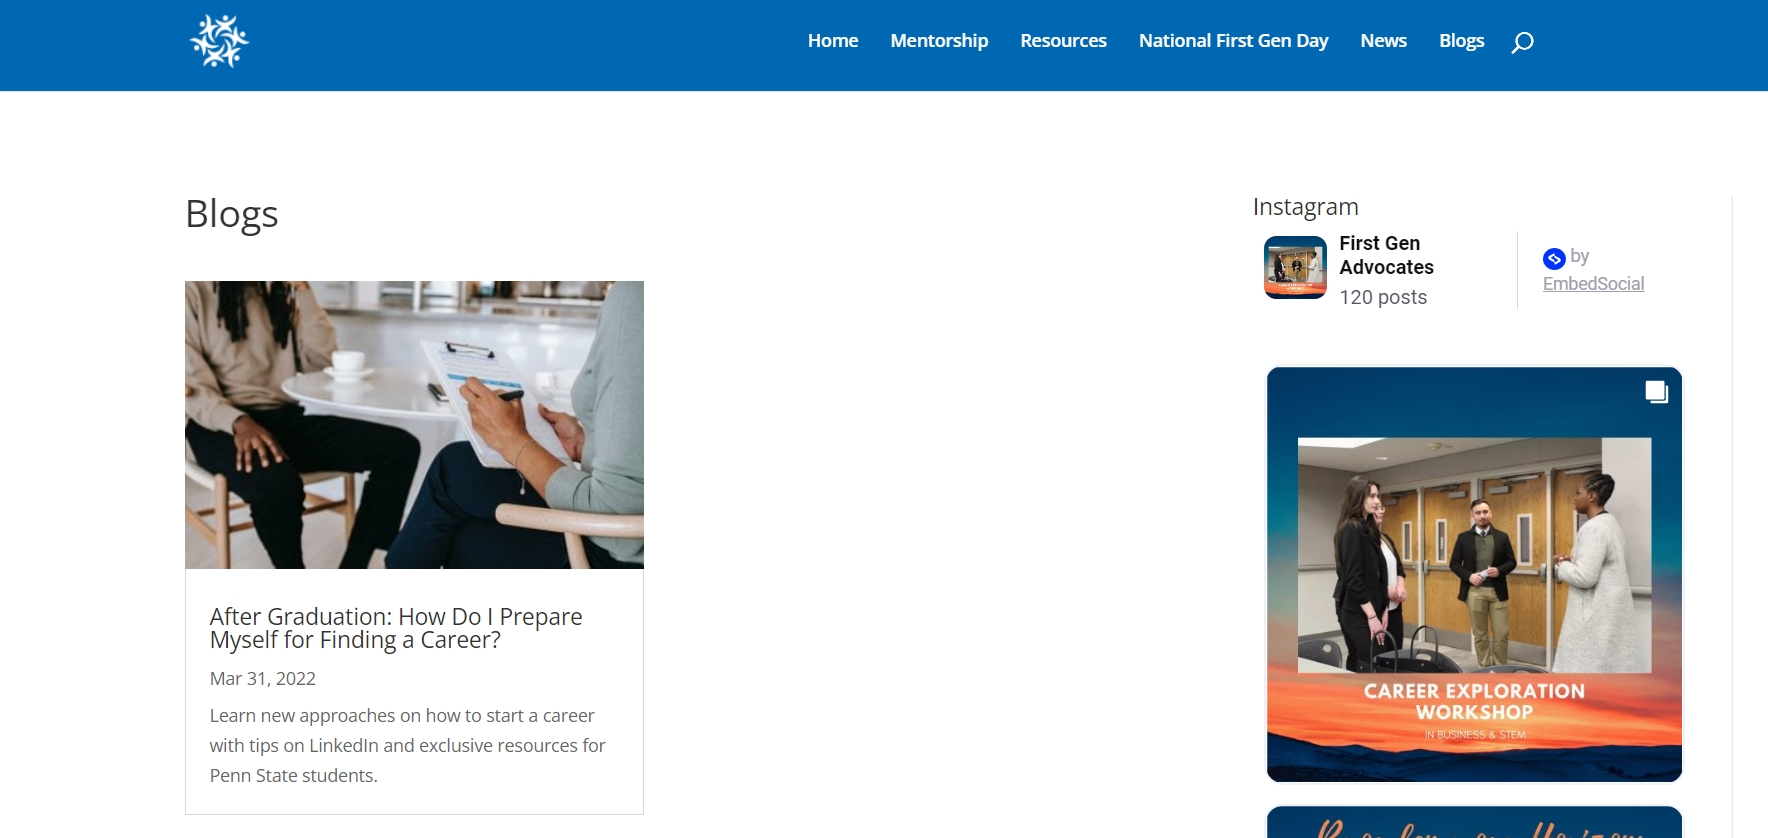 Home Mentorship Resources National First Gen Day News Blogs
Blogs
After Graduation: How Do I Prepare
Myself for Finding a Career?
Mar 31, 2022
Learn new approaches on how to start a career
with tips on LinkedIn and exclusive resources for
Penn State students.
Instagram
First Gen
Advocates
120 posts
by
EmbedSocial
CAREER EXPLORATION
WORKSHOP
IN BUSINESS & STEM